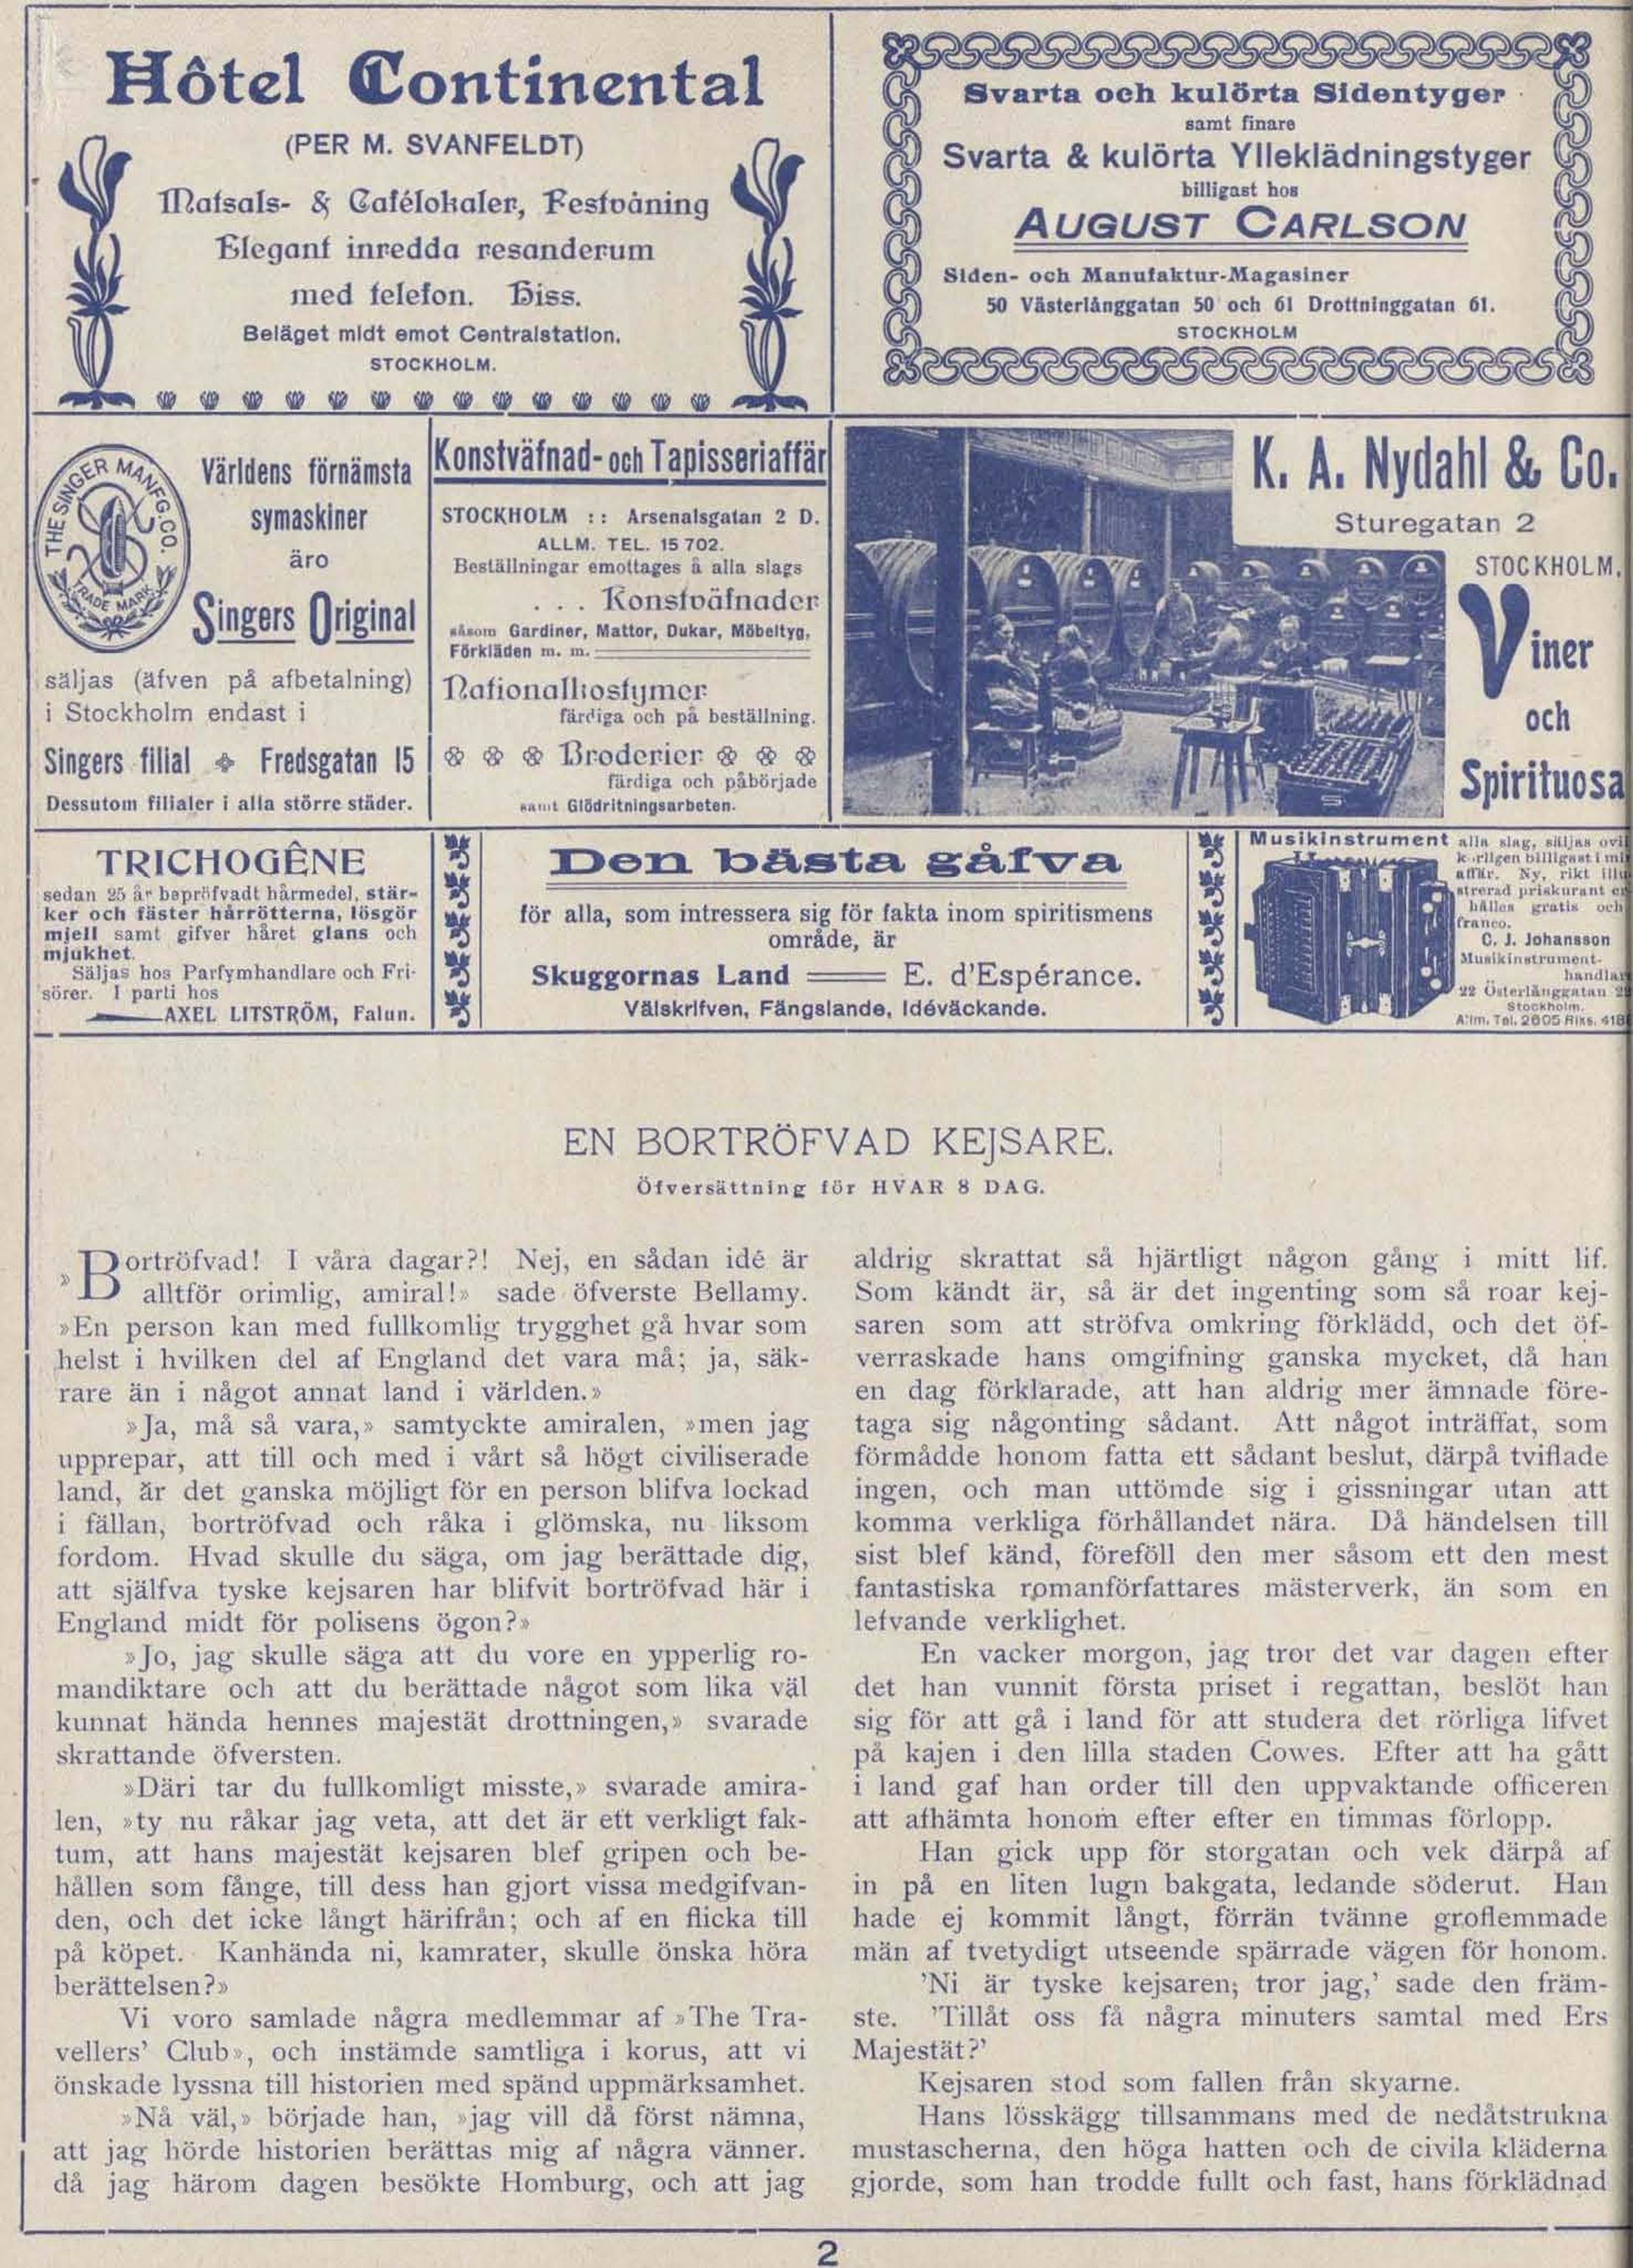 Hôtel Continental
(PER M. SVANFELDT)
Matsals- & Cafélokaler, Festvåning
Elegant inredda resanderum
med telefon. Hiss.
Beläget midt emot Centralstation.
STOCKHOLM.
Svarta och kulörta Sidentyger
samt finare
Svarta & kulörta Ylleklädningstyger
billigast hos
AUGUST CARLSON
Siden- och Manufaktur-Magasiner
50 Västerlånggatan 50 och 61 Drottninggatan 61.
STOCKHOLM
THE SINGER MANFG. CO.
TRADE MARK
Världens förnämsta
symaskiner
äro
Singers Original
säljas (äfven på afbetalning)
i Stockholm endast i
Singers filial Fredsgatan 15
Dessutom filialer i alla större städer.
Konstväfnad- och Tapisseriaffär
STOCKHOLM :: Arsenalsgatan 2 D.
ALLM. TEL. 15 702.
Beställningar emottages å alla slags
. . . Konstväfnader
såsom Gardiner, Mattor, Dukar, Möbeltyg,
Förkläden m. m.
Nationalkostymer
färdiga och på beställning.
Broderier
färdiga och påbörjade
samt Glödritningsarbeten.
K. A. Nydahl & Co.
Sturegatan 2
STOCKHOLM.
Viner
och
Spirituosa
TRICHOGÊNE
sedan 25 år bepröfvadt hårmedel, stär-
ker och fäster hårrötterna, lösgör
mjell samt gifver håret glans och
mjukhet.
Säljas hos Parfymhandlare och Fri-
sörer. I parti hos
AXEL LITSTRÖM, Falun.
Den bästa gåfva
för alla, som intressera sig för fakta inom spiritismens
område, är
Skuggornas Land E. d'Espérance.
Välskrifven, Fängslande, Idéväckande.
Musikinstrument alla slag, säljas
billigast i
affär. Ny, rikt
priskurant
hålles gratis och
franco.
C. J. Johansson
Musikinstrument-
22 Österlånggatan
Stockholm.
Allm. Tel. 2605 Riks.
EN BORTRÖFVAD KEJSARE.
Öfversättning för HVAR 8 DAG.
»Bortröfvad! I våra dagar?! Nej, en sådan idé är
alltför orimlig, amiral!» sade öfverste Bellamy.
»En person kan med fullkomlig trygghet gå hvar som
helst i hvilken del af England det vara må; ja, säk-
rare än i något annat land i världen.»
»Ja, må så vara,» samtyckte amiralen, »men jag
upprepar, att till och med i vårt så högt civiliserade
land, är det ganska möjligt för en person blifva lockad
i fällan, bortröfvad och råka i glömska, nu liksom
fordom. Hvad skulle du säga, om jag berättade dig,
att själfva tyske kejsaren har blifvit bortröfvad här i
England midt för polisens ögon?»
»Jo, jag skulle säga att du vore en ypperlig ro-
mandiktare och att du berättade något som lika väl
kunnat hända hennes majestät drottningen,» svarade
skrattande öfversten.
»Däri tar du fullkomligt misste,» svarade amira-
len, »ty nu råkar jag veta, att det är ett verkligt fak-
tum, att hans majestät kejsaren blef gripen och be-
hållen som fånge, till dess han gjort vissa medgifvan-
den, och det icke långt härifrån; och af en flicka till
på köpet. Kanhända ni, kamrater, skulle önska höra
berättelsen?»
Vi voro samlade några medlemmar af »The Tra-
vellers' Club», och instämde samtliga i korus, att vi
önskade lyssna till historien med spänd uppmärksamhet.
»Nå väl,» började han, »jag vill då först nämna,
att jag hörde historien berättas mig af några vänner.
då jag härom dagen besökte Homburg, och att jag
aldrig skrattat så hjärtligt någon gång i mitt lif.
Som kändt är, så är det ingenting som så roar kej-
saren som att ströfva omkring förklädd, och det öf-
verraskade hans omgifning ganska mycket, då han
en dag förklarade, att han aldrig mer ämnade före-
taga sig någonting sådant. Att något inträffat, som
förmådde honom fatta ett sådant beslut, därpå tviflade
ingen, och man uttömde sig i gissningar utan att
komma verkliga förhållandet nära. Då händelsen till
sist blef känd, föreföll den mer såsom ett den mest
fantastiska romanförfattares mästerverk, än som en
lefvande verklighet.
En vacker morgon, jag tror det var dagen efter
det han vunnit första priset i regattan, beslöt han
sig för att gå i land för att studera det rörliga lifvet
på kajen i den lilla staden Cowes. Efter att ha gått
i land gaf han order till den uppvaktande officeren
att afhämta honom efter efter en timmas förlopp.
Han gick upp för storgatan och vek därpå af
in på en liten lugn bakgata, ledande söderut. Han
hade ej kommit långt, förrän tvänne groflemmade
män af tvetydigt utseende spärrade vägen för honom.
'Ni är tyske kejsaren; tror jag,' sade den främ-
ste. 'Tillåt oss få några minuters samtal med Ers
Majestät?'
Kejsaren stod som fallen från skyarne.
Hans lösskägg tillsammans med de nedåtstrukna
mustascherna, den höga hatten och de civila kläderna
gjorde, som han trodde fullt och fast, hans förklädnad
2